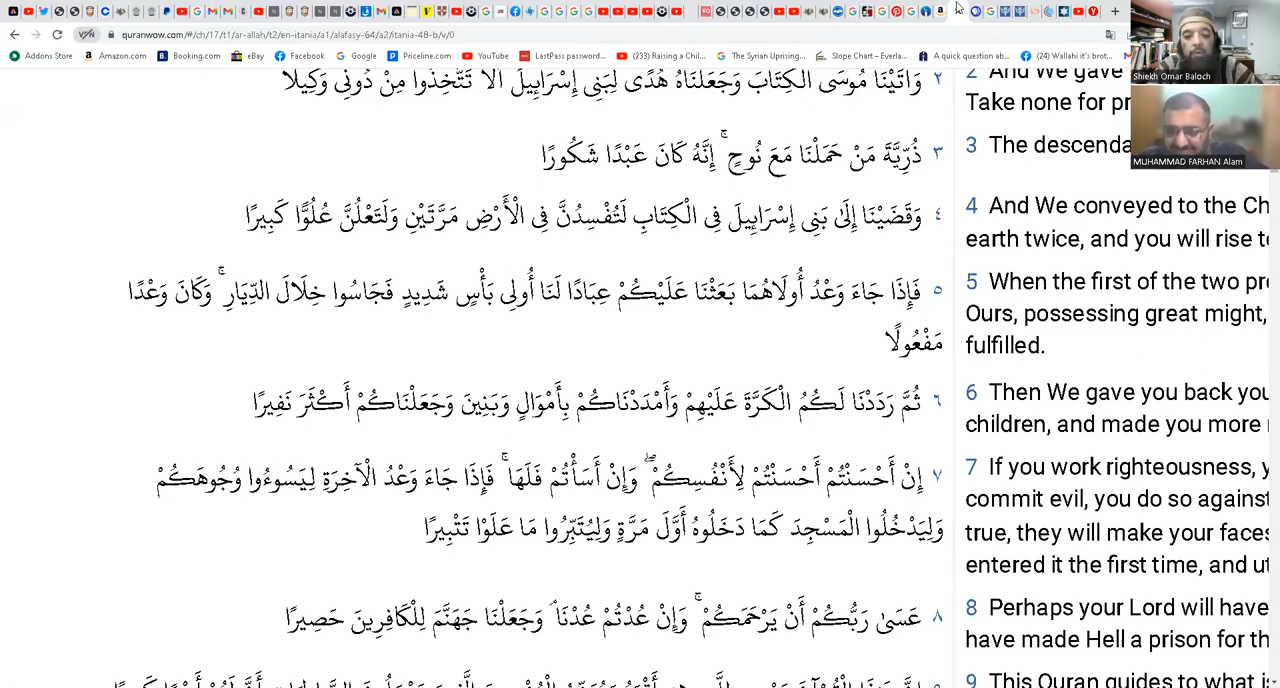 quranwow.com/#/ch/17/t1/ar-allah/t2/en-itania/a1/alafasy-64/a2/itania-48-b/v/0
Addons Store Amazon.com Booking.com eBay Facebook Google Priceline.com YouTube LastPass password... (233) Raising a Chil... The Syrian Uprising... Slope Chart – Everla... A quick question ab... (24) Wallahi it's brot...
Shiekh Omar Baloch
MUHAMMAD FARHAN Alam
٢ وَآتَيْنَا مُوسَى الْكِتَابَ وَجَعَلْنَاهُ هُدًى لِبَنِي إِسْرَائِيلَ أَلَّا تَتَّخِذُوا مِنْ دُونِي وَكِيلًا
2 And We gave
Take none for pr
٣ ذُرِّيَّةَ مَنْ حَمَلْنَا مَعَ نُوحٍ ۚ إِنَّهُ كَانَ عَبْدًا شَكُورًا
3 The descenda
٤ وَقَضَيْنَا إِلَىٰ بَنِي إِسْرَائِيلَ فِي الْكِتَابِ لَتُفْسِدُنَّ فِي الْأَرْضِ مَرَّتَيْنِ وَلَتَعْلُنَّ عُلُوًّا كَبِيرًا
4 And We conveyed to the Ch
earth twice, and you will rise to
٥ فَإِذَا جَاءَ وَعْدُ أُولَاهُمَا بَعَثْنَا عَلَيْكُمْ عِبَادًا لَنَا أُولِي بَأْسٍ شَدِيدٍ فَجَاسُوا خِلَالَ الدِّيَارِ ۚ وَكَانَ وَعْدًا
مَفْعُولًا
5 When the first of the two pr
Ours, possessing great might,
fulfilled.
٦ ثُمَّ رَدَدْنَا لَكُمُ الْكَرَّةَ عَلَيْهِمْ وَأَمْدَدْنَاكُمْ بِأَمْوَالٍ وَبَنِينَ وَجَعَلْنَاكُمْ أَكْثَرَ نَفِيرًا
6 Then We gave you back you
children, and made you more
٧ إِنْ أَحْسَنْتُمْ أَحْسَنْتُمْ لِأَنْفُسِكُمْ ۖ وَإِنْ أَسَأْتُمْ فَلَهَا ۚ فَإِذَا جَاءَ وَعْدُ الْآخِرَةِ لِيَسُوءُوا وُجُوهَكُمْ
وَلِيَدْخُلُوا الْمَسْجِدَ كَمَا دَخَلُوهُ أَوَّلَ مَرَّةٍ وَلِيُتَبِّرُوا مَا عَلَوْا تَتْبِيرًا
7 If you work righteousness, y
commit evil, you do so against
true, they will make your faces
entered it the first time, and ut
٨ عَسَىٰ رَبُّكُمْ أَنْ يَرْحَمَكُمْ ۚ وَإِنْ عُدْتُمْ عُدْنَا ۘ وَجَعَلْنَا جَهَنَّمَ لِلْكَافِرِينَ حَصِيرًا
8 Perhaps your Lord will have
have made Hell a prison for th
9 This Quran guides to what is